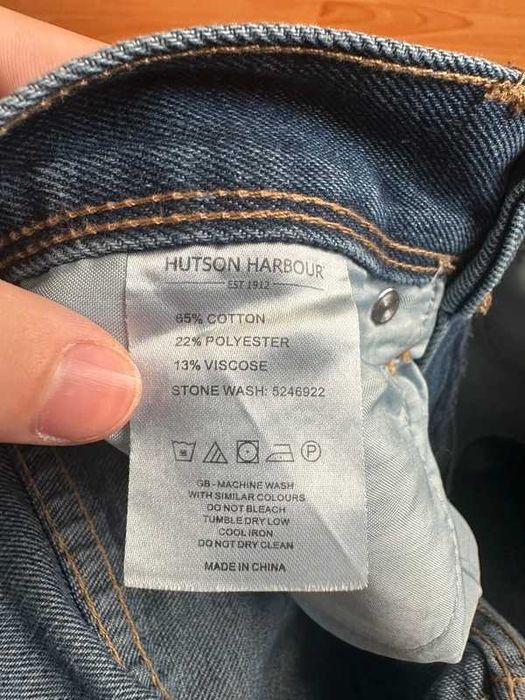 HUTSON HARBOUR
EST 1912
65% COTTON
22% POLYESTER
13% VISCOSE
STONE WASH: 5246922
P
GB - MACHINE WASH
WITH SIMILAR COLOURS
DO NOT BLEACH
TUMBLE DRY LOW
COOL IRON
DO NOT DRY CLEAN
MADE IN CHINA